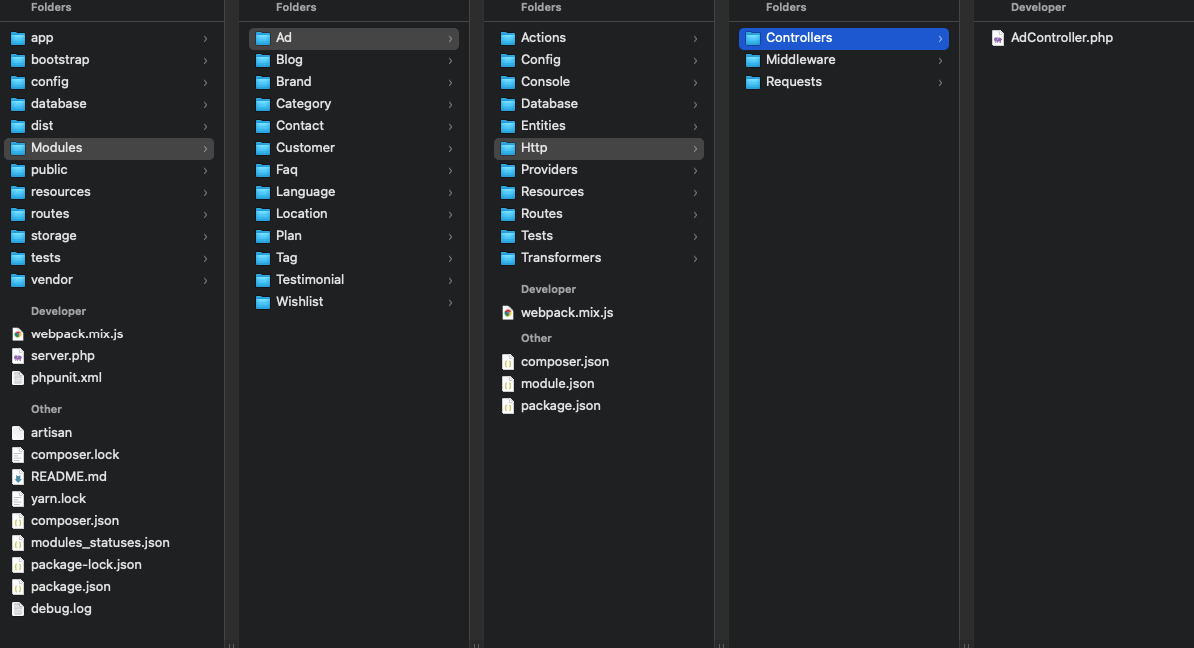 Folders
app
bootstrap
config
database
dist
Modules
public
resources
routes
storage
tests
vendor
Developer
webpack.mix.js
server.php
phpunit.xml
Other
artisan
composer.lock
README.md
yarn.lock
composer.json
modules_statuses.json
package-lock.json
package.json
debug.log
Folders
Ad
Blog
Brand
Category
Contact
Customer
Faq
Language
Location
Plan
Tag
Testimonial
Wishlist
Folders
Actions
Config
Console
Database
Entities
Http
Providers
Resources
Routes
Tests
Transformers
Developer
webpack.mix.js
Other
composer.json
module.json
package.json
Folders
Controllers
Middleware
Requests
Developer
AdController.php